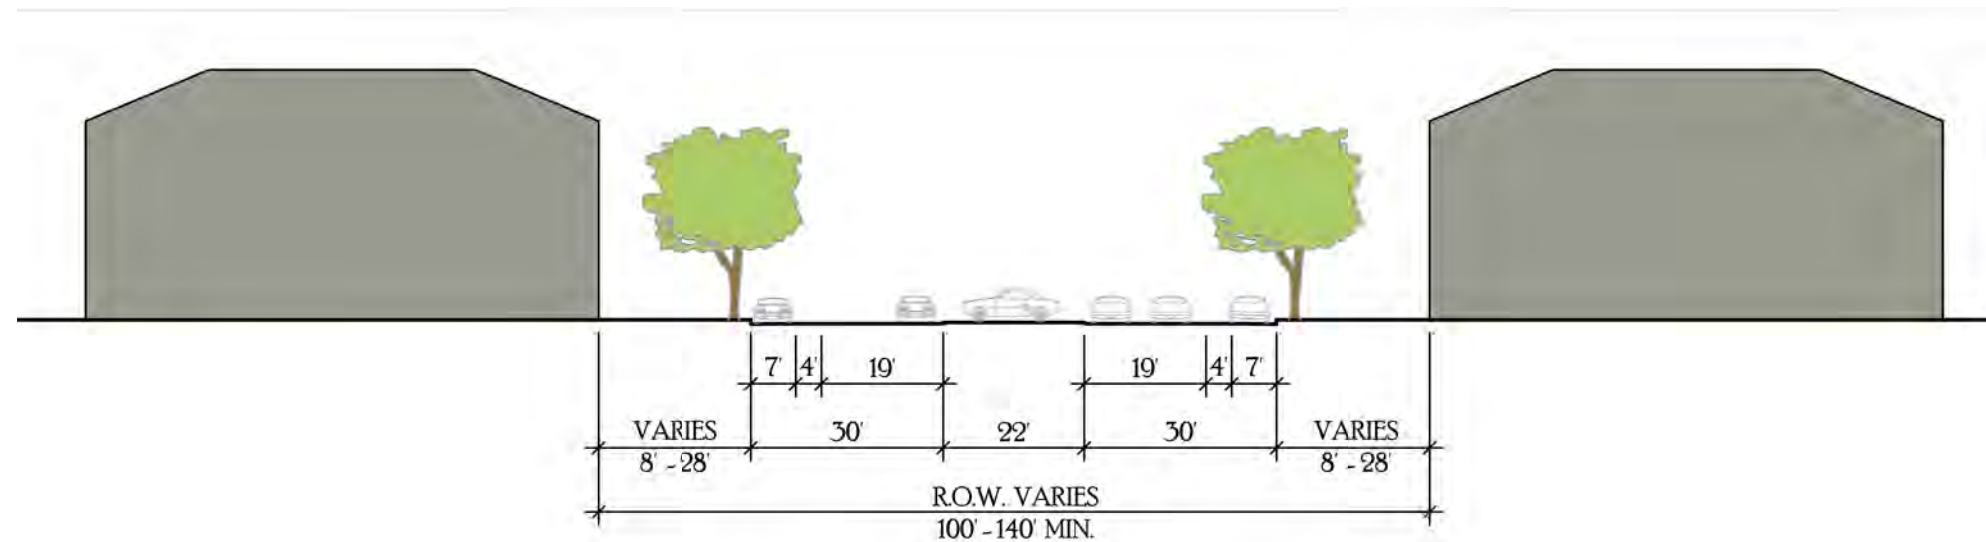 7' 4' 19' 19' 4' 7'
VARIES 30' 22' 30' VARIES
8' - 28' 8' - 28'
R.O.W. VARIES
100' - 140' MIN.